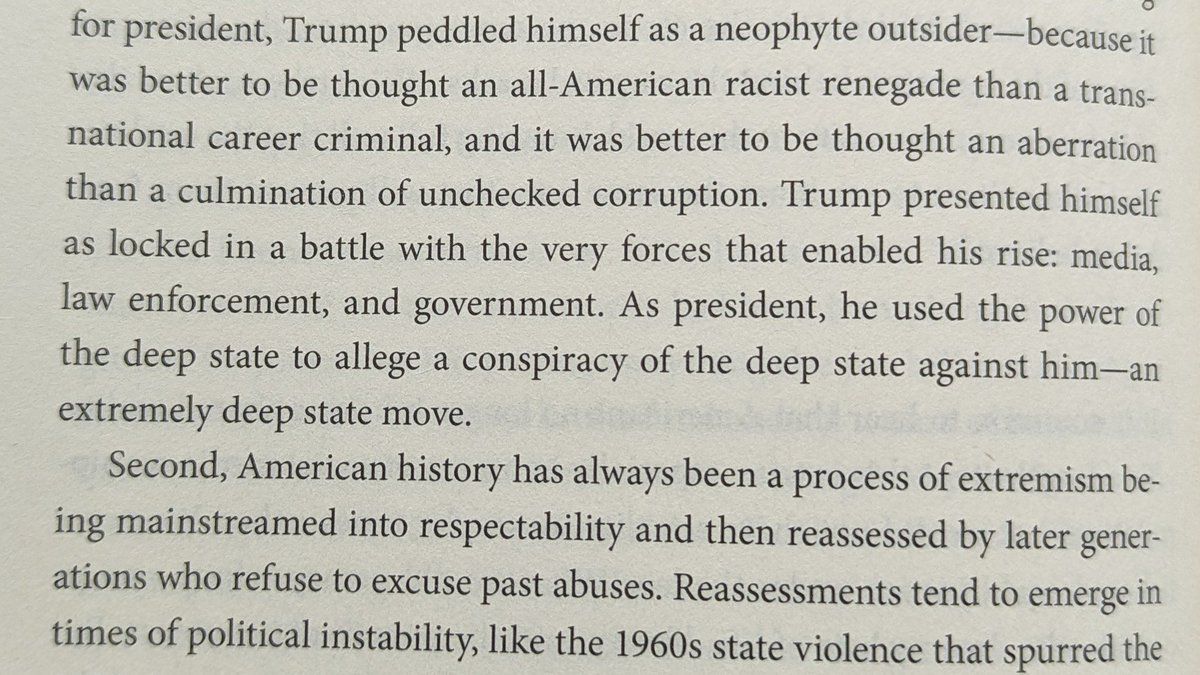 for president, Trump peddled himself as a neophyte outsider—because it
was better to be thought an all-American racist renegade than a trans-
national career criminal, and it was better to be thought an aberration
than a culmination of unchecked corruption. Trump presented himself
as locked in a battle with the very forces that enabled his rise: media,
law enforcement, and government. As president, he used the power of
the deep state to allege a conspiracy of the deep state against him—an
extremely deep state move.
Second, American history has always been a process of extremism be-
ing mainstreamed into respectability and then reassessed by later gener-
ations who refuse to excuse past abuses. Reassessments tend to emerge in
times of political instability, like the 1960s state violence that spurred the